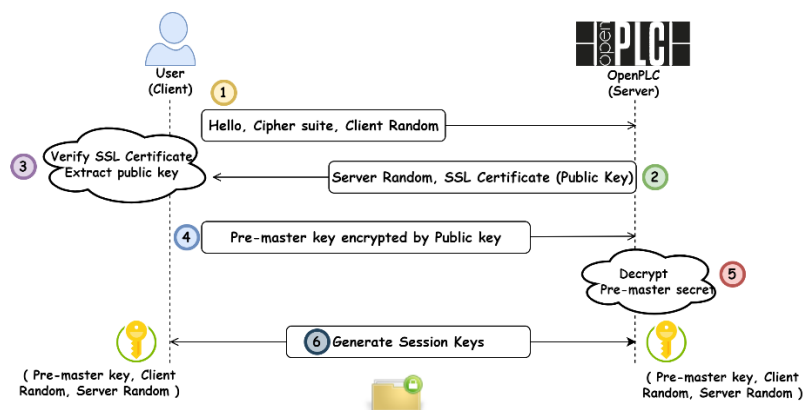 open
PLC
User
(Client)
OpenPLC
(Server)
1
Hello, Cipher suite, Client Random
3
Verify SSL Certificate
Extract public key
Server Random, SSL Certificate (Public Key)
2
4
Pre-master key encrypted by Public key
Decrypt
Pre-master secret
5
6
Generate Session Keys
( Pre-master key, Client
Random, Server Random )
( Pre-master key, Client
Random, Server Random )